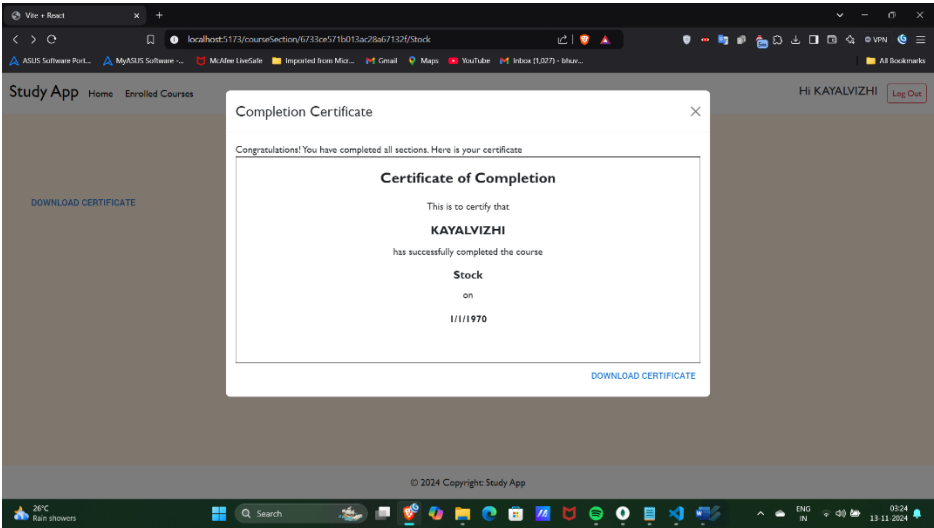 Vite + React
localhost:5173/courseSection/6733ce571b013ac28a67132f/Stock
VPN
ASUS Software Port...
MyASUS Software -...
McAfee LiveSafe
Imported from Micr...
Gmail
Maps
YouTube
Inbox (1,027) - bhuv...
All Bookmarks
Study App
Home
Enrolled Courses
Hi KAYALVIZHI
Log Out
Completion Certificate
Congratulations! You have completed all sections. Here is your certificate
Certificate of Completion
This is to certify that
KAYALVIZHI
has successfully completed the course
Stock
on
1/1/1970
DOWNLOAD CERTIFICATE
DOWNLOAD CERTIFICATE
© 2024 Copyright: Study App
26°C
Rain showers
Search
ENG
IN
03:24
13-11-2024